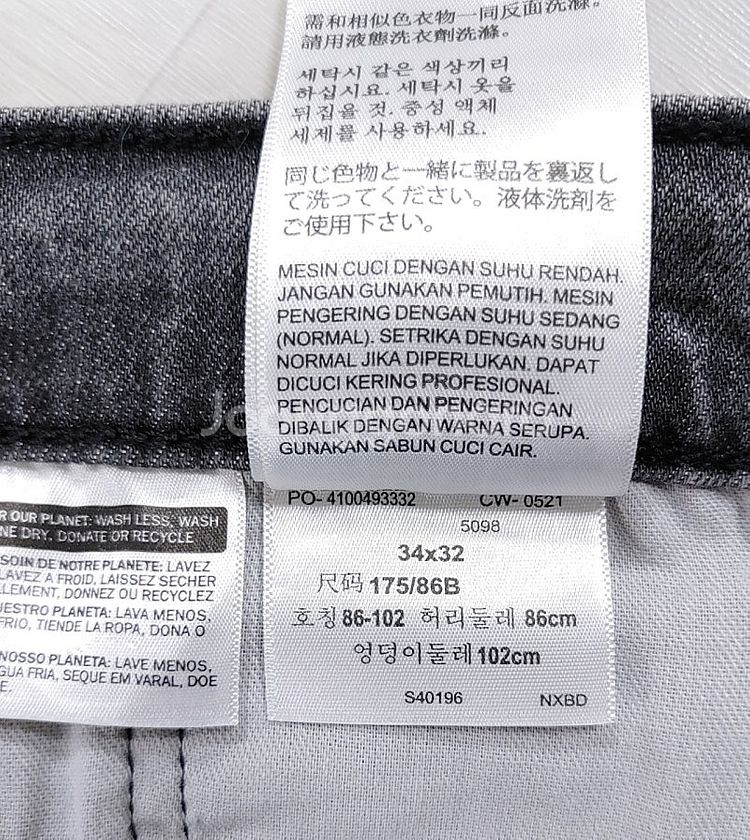 需和相似色衣物一同反面洗滌。
請用液態洗衣劑洗滌。
세탁시 같은 색상끼리
하십시요. 세탁시 옷을
뒤집을 것. 중성 액체
세제를 사용하세요.
同じ色物と一緒に製品を裏返し
て洗ってください。液体洗剤を
ご使用下さい。
MESIN CUCI DENGAN SUHU RENDAH.
JANGAN GUNAKAN PEMUTIH. MESIN
PENGERING DENGAN SUHU SEDANG
(NORMAL). SETRIKA DENGAN SUHU
NORMAL JIKA DIPERLUKAN. DAPAT
DICUCI KERING PROFESIONAL.
PENCUCIAN DAN PENGERINGAN
DIBALIK DENGAN WARNA SERUPA.
GUNAKAN SABUN CUCI CAIR.
R OUR PLANET: WASH LESS, WASH
NE DRY, DONATE OR RECYCLE
SOIN DE NOTRE PLANETE: LAVEZ
LAVEZ A FROID, LAISSEZ SECHER
LEMENT, DONNEZ OU RECYCLEZ
UESTRO PLANETA: LAVA MENOS,
FRIO, TIENDE LA ROPA, DONA O
NOSSO PLANETA: LAVE MENOS,
GUA FRIA, SEQUE EM VARAL, DOE
E.
PO- 4100493332 CW- 0521
5098
34x32
尺码 175/86B
호칭 86-102 허리둘레 86cm
엉덩이둘레 102cm
S40196 NXBD